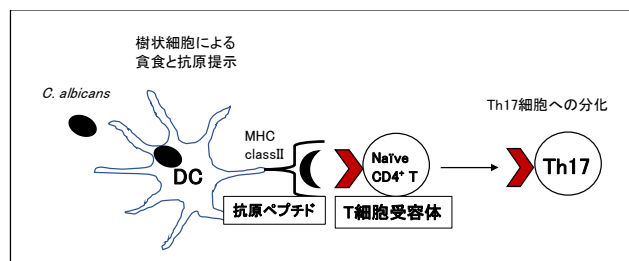 樹状細胞による
貪食と抗原提示
C. albicans
Th17細胞への分化
MHC
classII
Naïve
CD4⁺ T
Th17
DC
抗原ペプチド
T細胞受容体